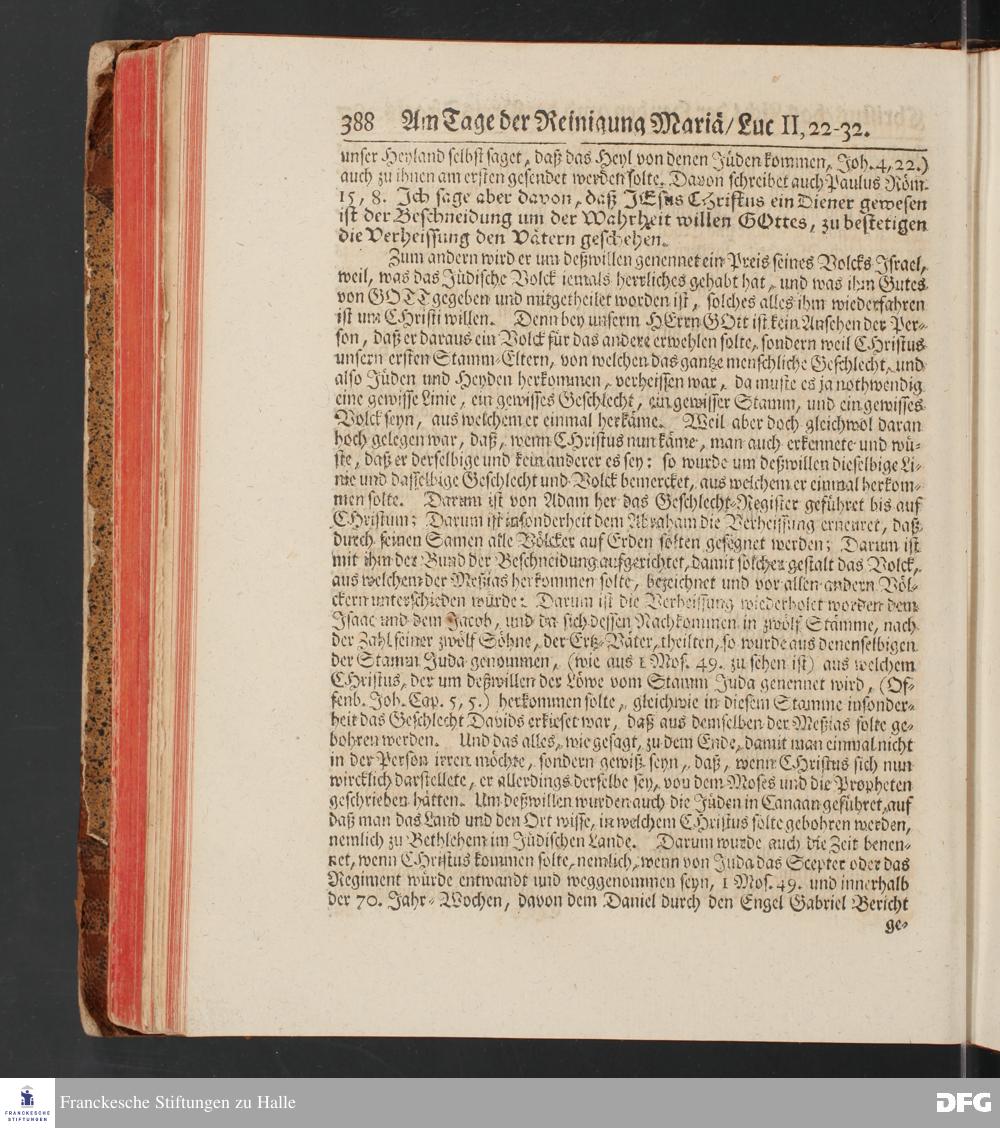 388 Am Tage der Reinigung Mariä/ Luc II, 22-32.
unser Heyland selbst saget, daß das Heyl von denen Jüden kommen, Joh. 4, 22.)
auch zu ihnen am ersten gesendet werden solte. Davon schreibet auch Paulus Röm.
15, 8. Ich sage aber davon, daß JEsus Christus ein Diener gewesen
ist der Beschneidung um der Wahrheit willen GOttes, zu bestetigen
die Verheissung den Vätern geschehen.
Zum andern wird er um deßwillen genennet ein Preis seines Volcks Israel,
weil, was das Jüdische Volck iemals herrliches gehabt hat, und was ihm Gutes
von GOTT gegeben und mitgetheilet worden ist, solches alles ihm wiederfahren
ist um CHristi willen. Denn bey unserm HErrn GOtt ist kein Ansehen der Per-
son, daß er daraus ein Volck für das andere erwehlen solte, sondern weil CHristus
unsern ersten Stamm-Eltern, von welchen das gantze menschliche Geschlecht, und
also Jüden und Heyden herkommen, verheissen war, da muste es ja nothwendig
eine gewisse Linie, ein gewisses Geschlecht, ein gewisser Stamm, und ein gewisses
Volck seyn, aus welchem er einmal herkäme. Weil aber doch gleichwol daran
hoch gelegen war, daß, wenn CHristus nun käme, man auch erkennete und wü-
ste, daß er derselbige und kein anderer es sey: so wurde um deßwillen dieselbige Li-
nie und dasselbige Geschlecht und Volck bemercket, aus welchem er einmal herkom-
men solte. Darum ist von Adam her das Geschlecht-Register geführet bis auf
CHristum; Darum ist insonderheit dem Abraham die Verheissung erneuret, daß
durch seinen Samen alle Völcker auf Erden solten gesegnet werden; Darum ist
mit ihm der Bund der Beschneidung aufgerichtet, damit solcher gestalt das Volck,
aus welchem der Meßias herkommen solte, bezeichnet und vor allen andern Völ-
ckern unterschieden würde: Darum ist die Verheissung wiederholet worden dem
Isaac und dem Jacob, und da sich dessen Nachkommen in zwölf Stämme, nach
der Zahl seiner zwölf Söhne, der Ertz-Väter, theilten, so wurde aus denenselbigen
der Stamm Juda genommen, (wie aus 1 Mos. 49. zu sehen ist) aus welchem
CHristus, der um deßwillen der Löwe vom Stamm Juda genennet wird, (Of-
fenb. Joh. Cap. 5, 5.) herkommen solte, gleichwie in diesem Stamme insonder-
heit das Geschlecht Davids erkieset war, daß aus demselben der Meßias solte ge-
bohren werden. Und das alles, wie gesagt, zu dem Ende, damit man einmal nicht
in der Person irren möchte, sondern gewiß seyn, daß, wenn CHristus sich nun
wircklich darstellete, er allerdings derselbe sey, von dem Moses und die Propheten
geschrieben hätten. Um deßwillen wurden auch die Jüden in Canaan geführet, auf
daß man das Land und den Ort wisse, in welchem CHristus solte gebohren werden,
nemlich zu Bethlehem im Jüdischen Lande. Darum wurde auch die Zeit benen-
net, wenn CHristus kommen solte, nemlich, wenn von Juda das Scepter oder das
Regiment würde entwandt und weggenommen seyn, 1 Mos. 49. und innerhalb
der 70. Jahr-Wochen, davon dem Daniel durch den Engel Gabriel Bericht
ge-
FRANCKESCHE
STIFTUNGEN
Franckesche Stiftungen zu Halle
DFG